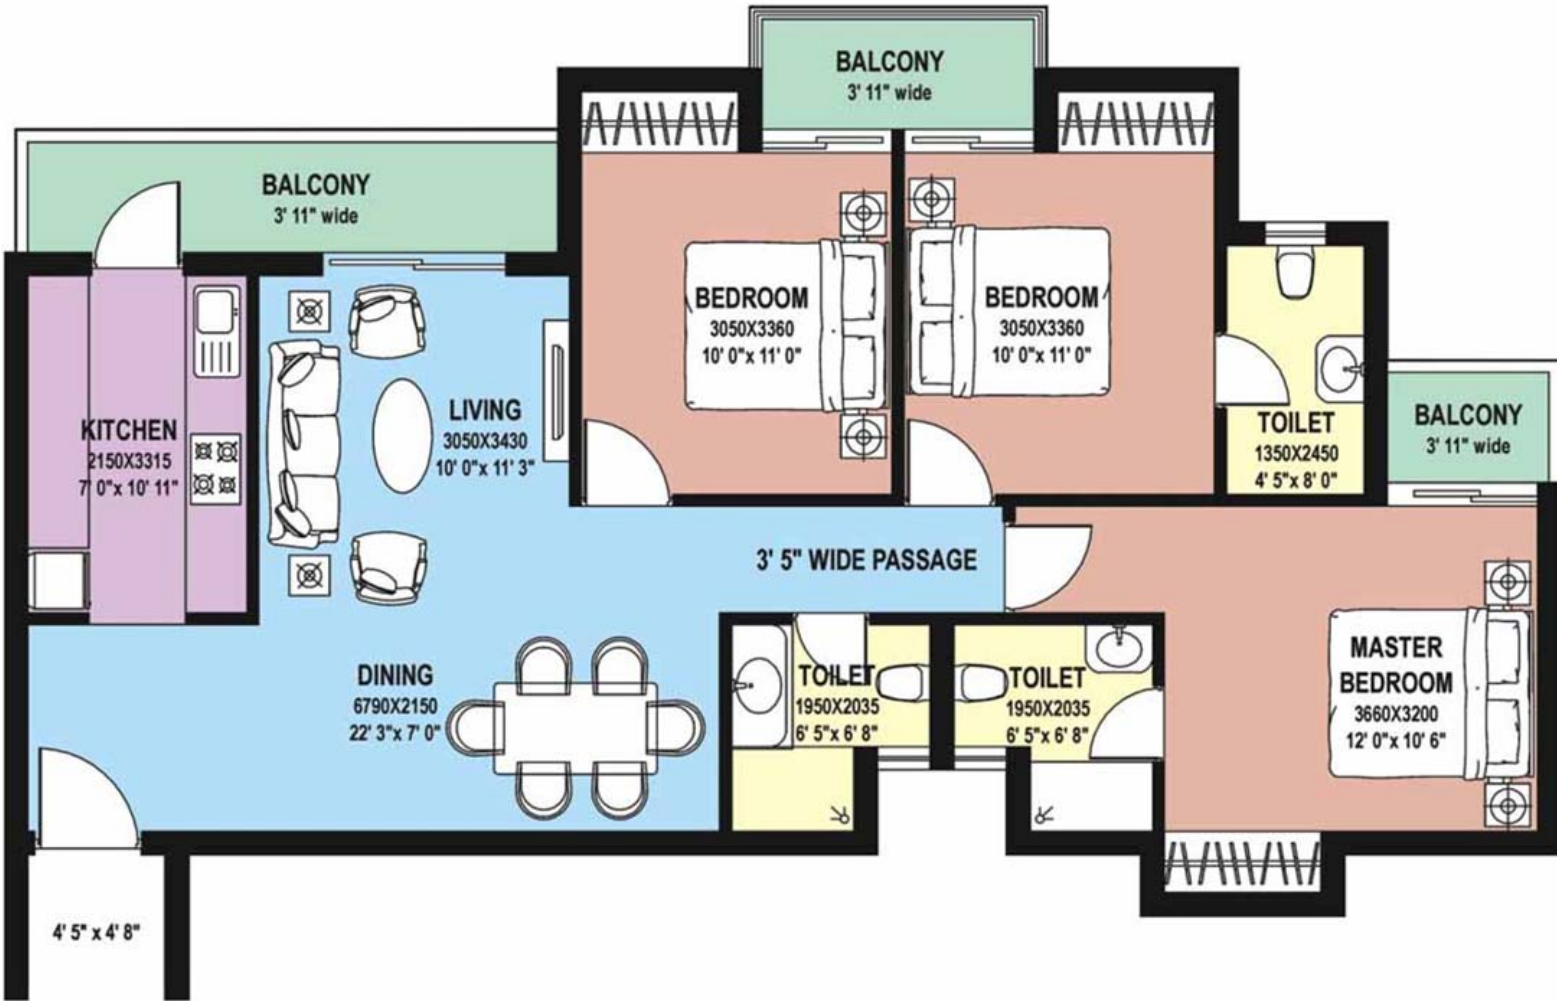 BALCONY
3' 11" wide
BALCONY
3' 11" wide
BEDROOM
3050X3360
10' 0"x 11' 0"
BEDROOM
3050X3360
10' 0"x 11' 0"
KITCHEN
2150X3315
7' 0"x 10' 11"
LIVING
3050X3430
10' 0"x 11' 3"
TOILET
1350X2450
4' 5"x 8' 0"
BALCONY
3' 11" wide
3' 5" WIDE PASSAGE
DINING
6790X2150
22' 3"x 7' 0"
TOILET
1950X2035
6' 5"x 6' 8"
TOILET
1950X2035
6' 5"x 6' 8"
MASTER
BEDROOM
3660X3200
12' 0"x 10' 6"
4' 5" x 4' 8"